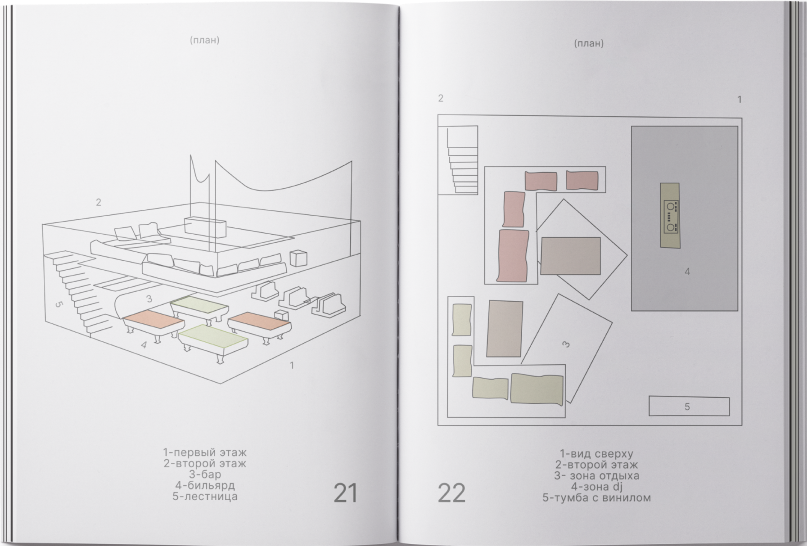 (план)
2
3
5
4
1
1-первый этаж
2-второй этаж
3-бар
4-бильярд
5-лестница
21
(план)
2
1
4
3
5
1-вид сверху
2-второй этаж
3- зона отдыха
4-зона dj
5-тумба с винилом
22